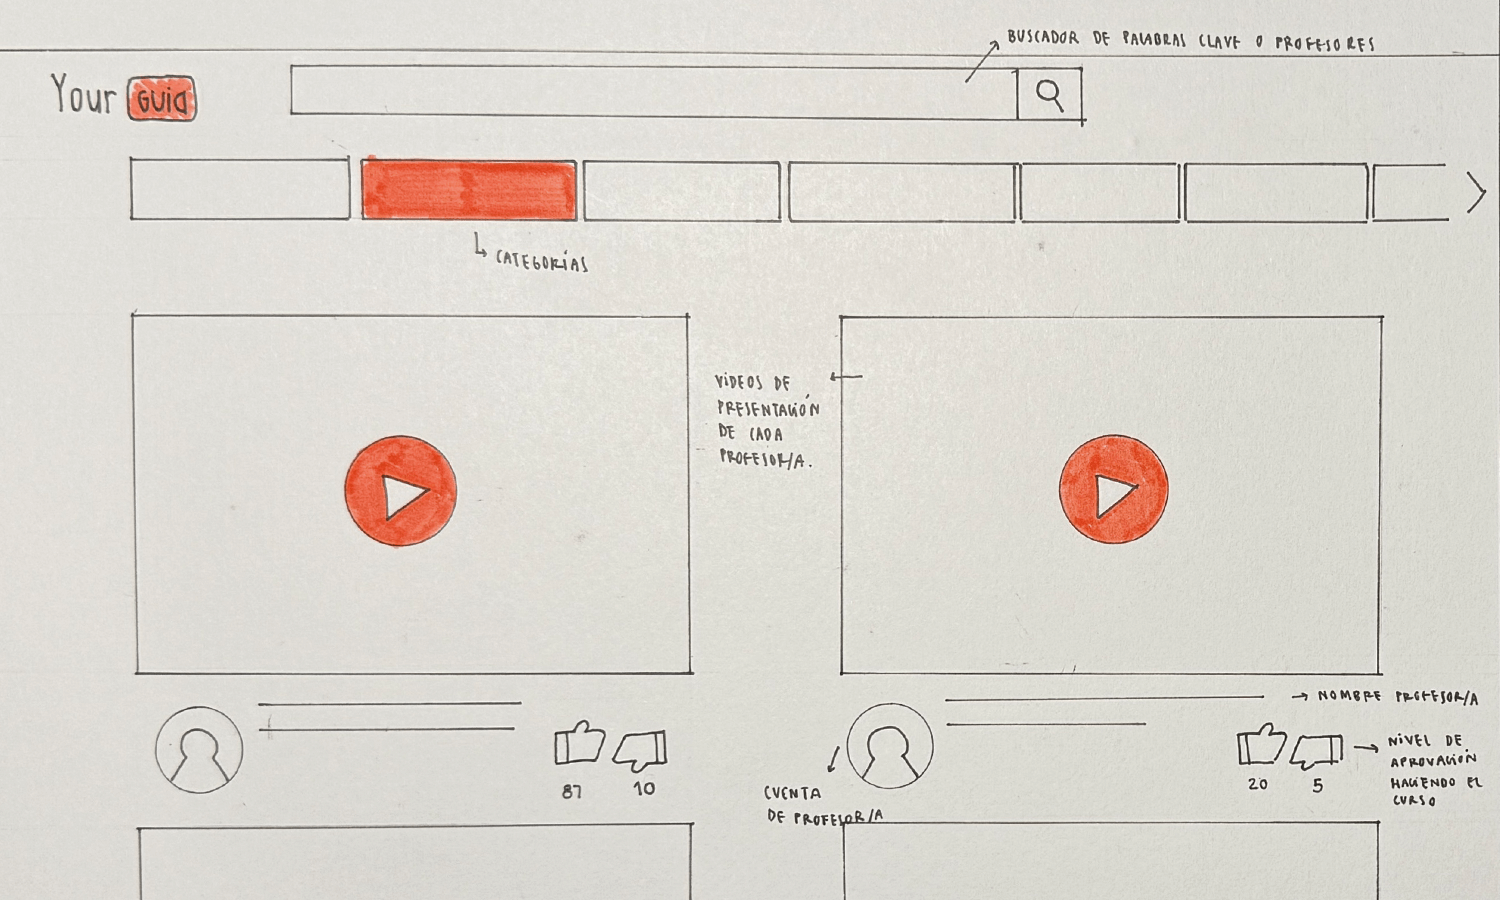 BUSCADOR DE PALABRAS CLAVE O PROFESORES
Your GUIA
CATEGORÍAS
VIDEOS DE
PRESENTACIÓN
DE CADA
PROFESOR/A.
NOMBRE PROFESOR/A
NIVEL DE
APROVACIÓN
HACIENDO EL
CURSO
87 10
20 5
CUENTA
DE PROFESOR/A